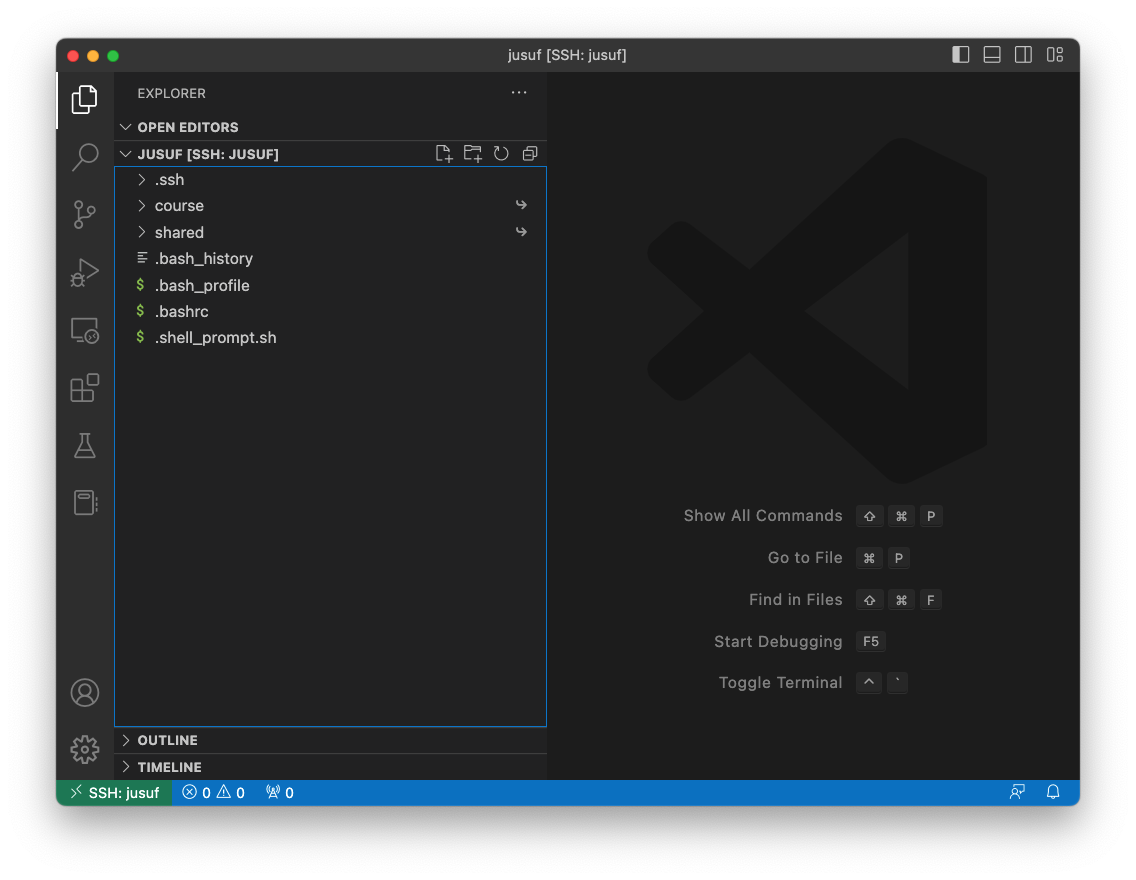 jusuf [SSH: jusuf]
EXPLORER
OPEN EDITORS
JUSUF [SSH: JUSUF]
.ssh
course
shared
.bash_history
$ .bash_profile
$ .bashrc
$ .shell_prompt.sh
OUTLINE
TIMELINE
Show All Commands ⇧ ⌘ P
Go to File ⌘ P
Find in Files ⇧ ⌘ F
Start Debugging F5
Toggle Terminal ^ `
SSH: jusuf 0 0 0